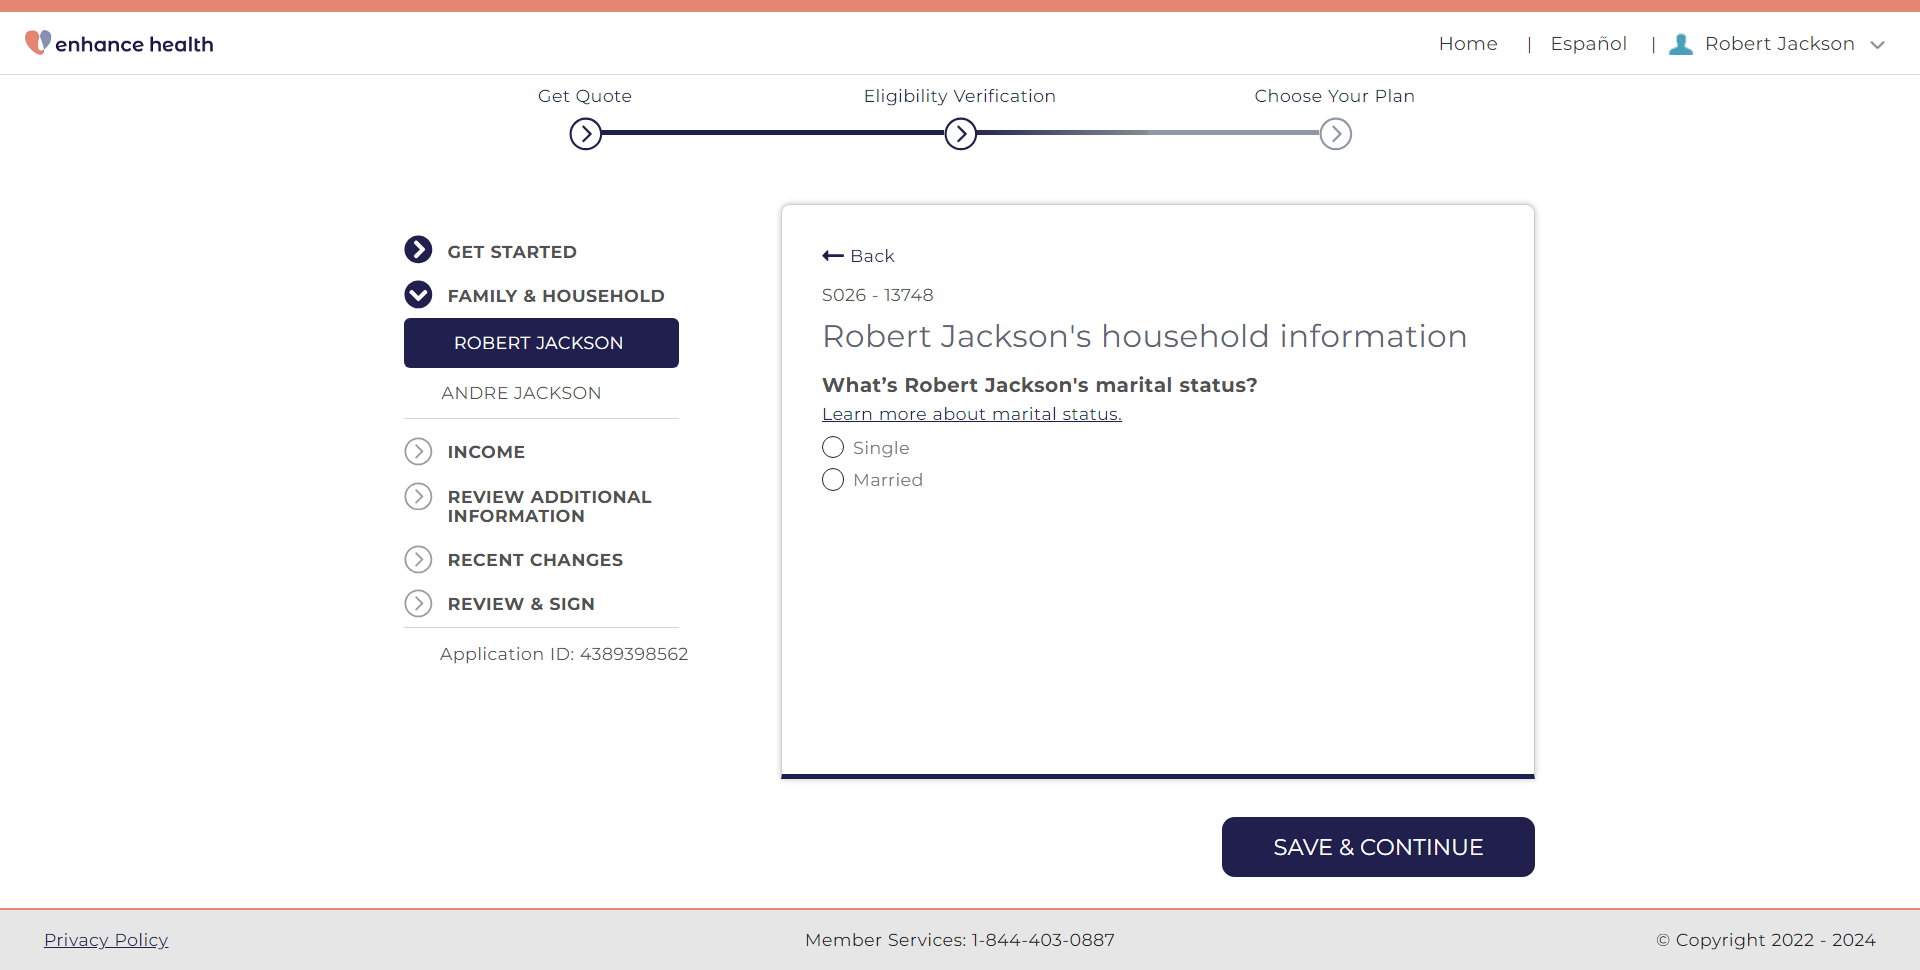 enhance health
Home | Español | Robert Jackson
Get Quote
Eligibility Verification
Choose Your Plan
GET STARTED
FAMILY & HOUSEHOLD
ROBERT JACKSON
ANDRE JACKSON
INCOME
REVIEW ADDITIONAL
INFORMATION
RECENT CHANGES
REVIEW & SIGN
Application ID: 4389398562
Back
S026 - 13748
Robert Jackson's household information
What’s Robert Jackson's marital status?
Learn more about marital status.
Single
Married
SAVE & CONTINUE
Privacy Policy
Member Services: 1-844-403-0887
© Copyright 2022 - 2024